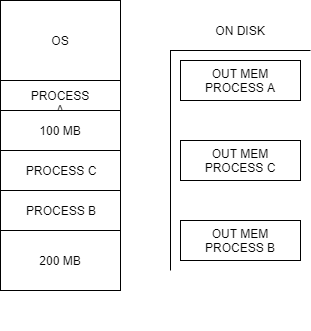 OS
PROCESS
A
100 MB
PROCESS C
PROCESS B
200 MB
ON DISK
OUT MEM
PROCESS A
OUT MEM
PROCESS C
OUT MEM
PROCESS B